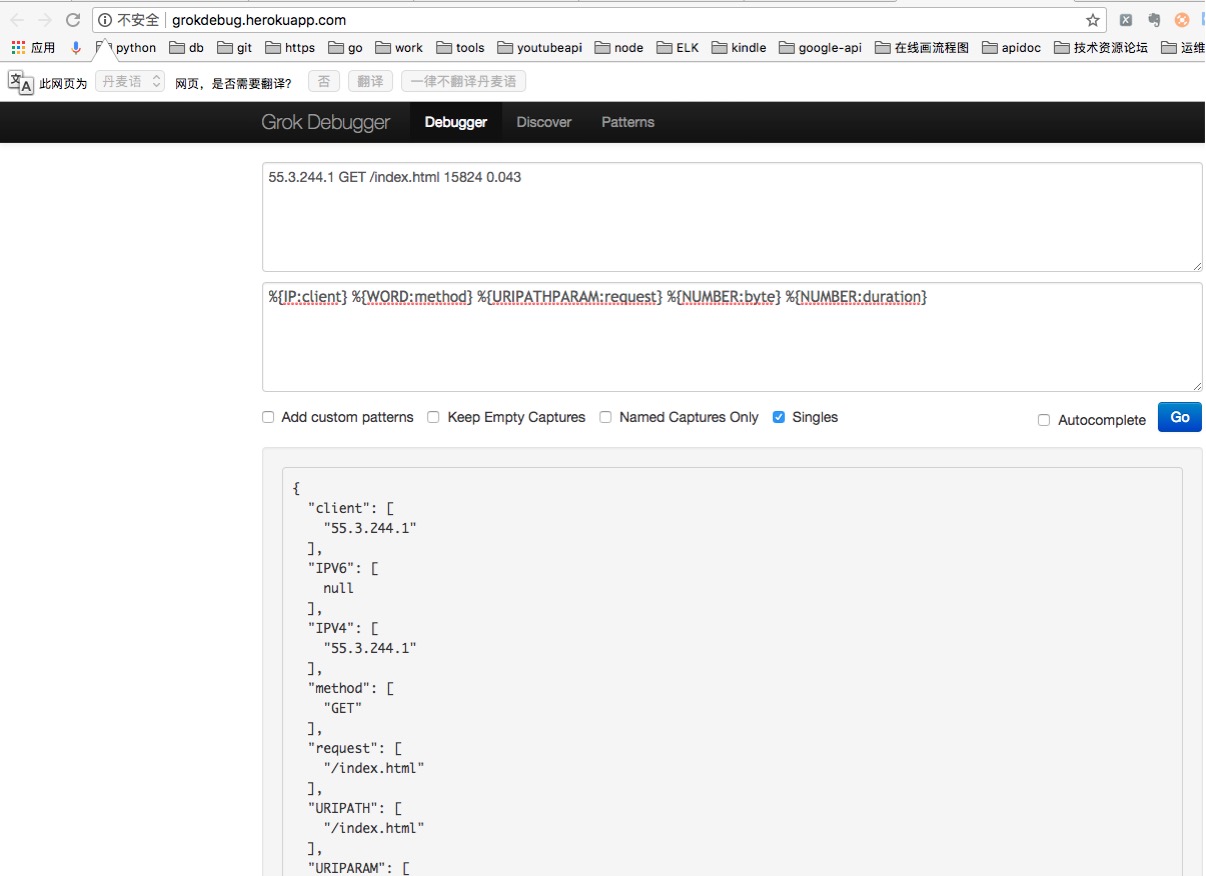 不安全 grokdebug.herokuapp.com
应用 python db git https go work tools youtubeapi node ELK kindle google-api 在线画流程图 apidoc 技术资源论坛 运维
此网页为 丹麦语 网页，是否需要翻译？ 否 翻译 一律不翻译丹麦语
Grok Debugger Debugger Discover Patterns
55.3.244.1 GET /index.html 15824 0.043
%{IP:client} %{WORD:method} %{URIPATHPARAM:request} %{NUMBER:byte} %{NUMBER:duration}
Add custom patterns Keep Empty Captures Named Captures Only Singles Autocomplete Go
{
"client": [
"55.3.244.1"
],
"IPV6": [
null
],
"IPV4": [
"55.3.244.1"
],
"method": [
"GET"
],
"request": [
"/index.html"
],
"URIPATH": [
"/index.html"
],
"URIPARAM": [